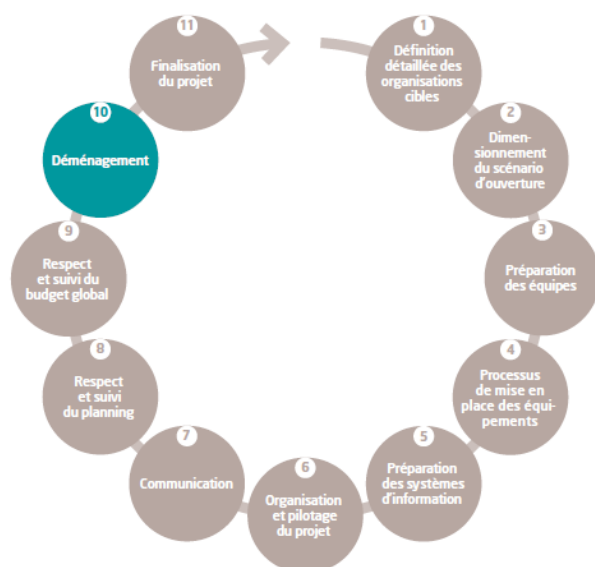 1
Définition
détaillée des
organisations
cibles
2
Dimen-
sionnement
du scénario
d'ouverture
3
Préparation
des équipes
4
Processus
de mise en
place des équi-
pements
5
Préparation
des systèmes
d'information
6
Organisation
et pilotage
du projet
7
Communication
8
Respect
et suivi
du planning
9
Respect
et suivi du
budget global
10
Déménagement
11
Finalisation
du projet